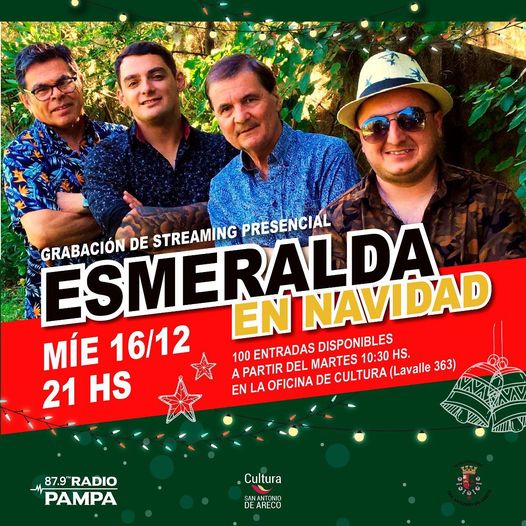 GRABACIÓN DE STREAMING PRESENCIAL
ESMERALDA
EN NAVIDAD
MÍE 16/12
21 HS
100 ENTRADAS DISPONIBLES
A PARTIR DEL MARTES 10:30 HS.
EN LA OFICINA DE CULTURA (Lavalle 363)
87.9 RADIO
PAMPA
Cultura
SAN ANTONIO
DE ARECO